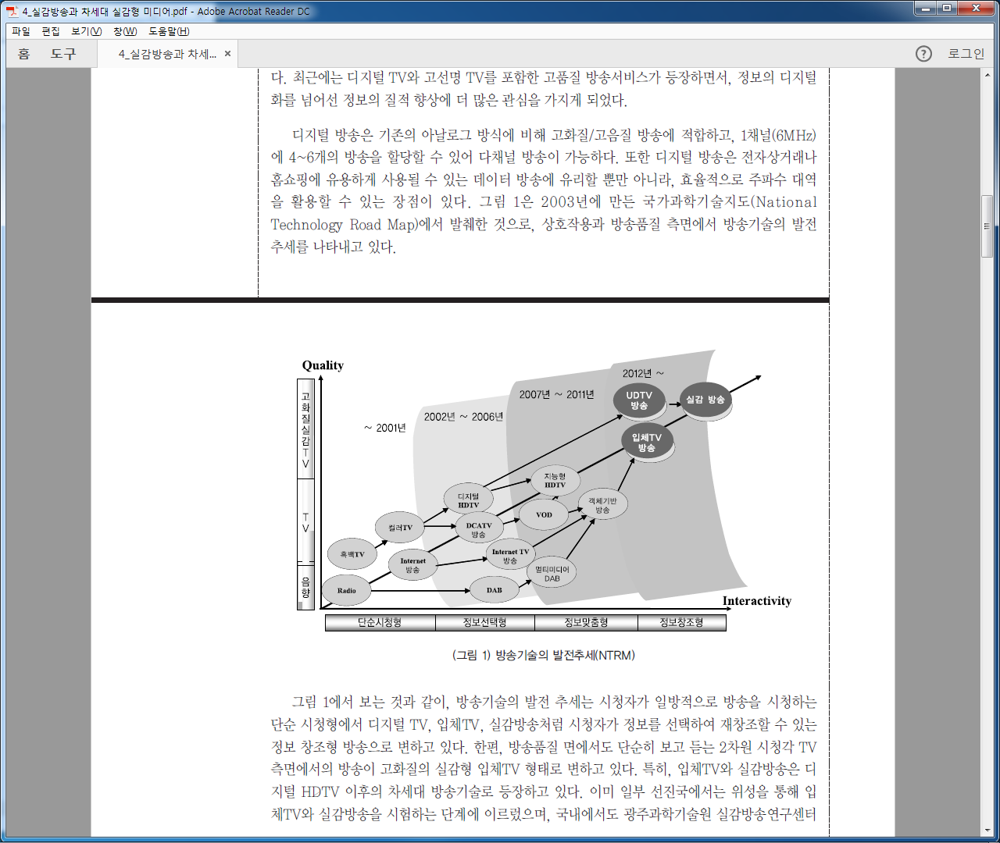 4_실감방송과 차세대 실감형 미디어.pdf - Adobe Acrobat Reader DC
파일 편집 보기(V) 창(W) 도움말(H)
홈 도구 4_실감방송과 차세... × ? 로그인
다. 최근에는 디지털 TV와 고선명 TV를 포함한 고품질 방송서비스가 등장하면서, 정보의 디지털
화를 넘어선 정보의 질적 향상에 더 많은 관심을 가지게 되었다.
디지털 방송은 기존의 아날로그 방식에 비해 고화질/고음질 방송에 적합하고, 1채널(6MHz)
에 4~6개의 방송을 할당할 수 있어 다채널 방송이 가능하다. 또한 디지털 방송은 전자상거래나
홈쇼핑에 유용하게 사용될 수 있는 데이터 방송에 유리할 뿐만 아니라, 효율적으로 주파수 대역
을 활용할 수 있는 장점이 있다. 그림 1은 2003년에 만든 국가과학기술지도(National
Technology Road Map)에서 발췌한 것으로, 상호작용과 방송품질 측면에서 방송기술의 발전
추세를 나타내고 있다.
Quality
고화질실감TV
TV
음향
~ 2001년
2002년 ~ 2006년
2007년 ~ 2011년
2012년 ~
UDTV
방송
실감 방송
입체TV
방송
지능형
HDTV
디지털
HDTV
객체기반
방송
VOD
컬러TV
DCATV
방송
흑백TV
Internet
방송
Internet TV
방송
멀티미디어
DAB
Radio
DAB
Interactivity
단순시청형 정보선택형 정보맞춤형 정보창조형
(그림 1) 방송기술의 발전추세(NTRM)
그림 1에서 보는 것과 같이, 방송기술의 발전 추세는 시청자가 일방적으로 방송을 시청하는
단순 시청형에서 디지털 TV, 입체TV, 실감방송처럼 시청자가 정보를 선택하여 재창조할 수 있는
정보 창조형 방송으로 변하고 있다. 한편, 방송품질 면에서도 단순히 보고 듣는 2차원 시청각 TV
측면에서의 방송이 고화질의 실감형 입체TV 형태로 변하고 있다. 특히, 입체TV와 실감방송은 디
지털 HDTV 이후의 차세대 방송기술로 등장하고 있다. 이미 일부 선진국에서는 위성을 통해 입
체TV와 실감방송을 시험하는 단계에 이르렀으며, 국내에서도 광주과학기술원 실감방송연구센터